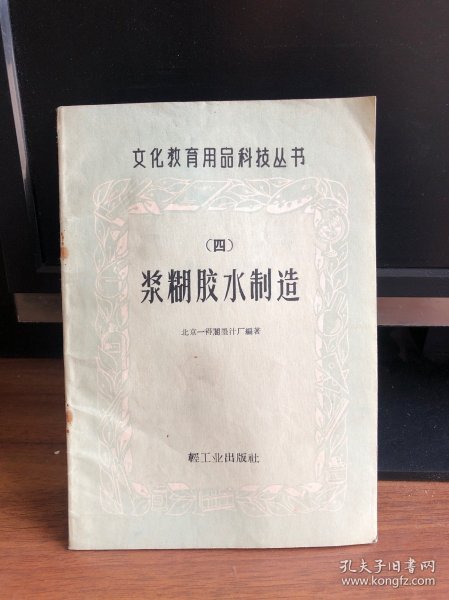 文化教育用品科技丛书
(四)
浆糊胶水制造
北京一得阁墨汁厂編著
輕工业出版社
孔夫子旧书网
www.kongfz.com